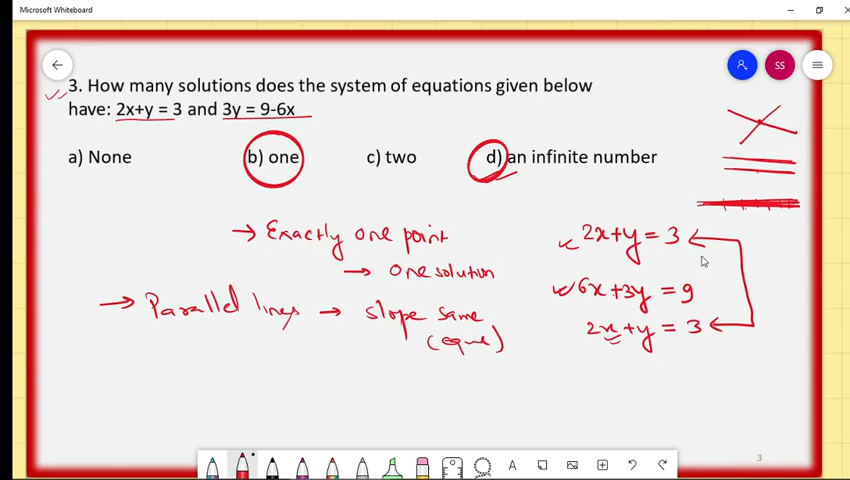 Microsoft Whiteboard
SS
3. How many solutions does the system of equations given below
have: 2x+y = 3 and 3y = 9-6x
a) None b) one c) two d) an infinite number
→ Exactly one point
→ one solution
→ Parallel lines → slope same
(equal)
2x+y = 3
6x+3y = 9
2x+y = 3
3
A